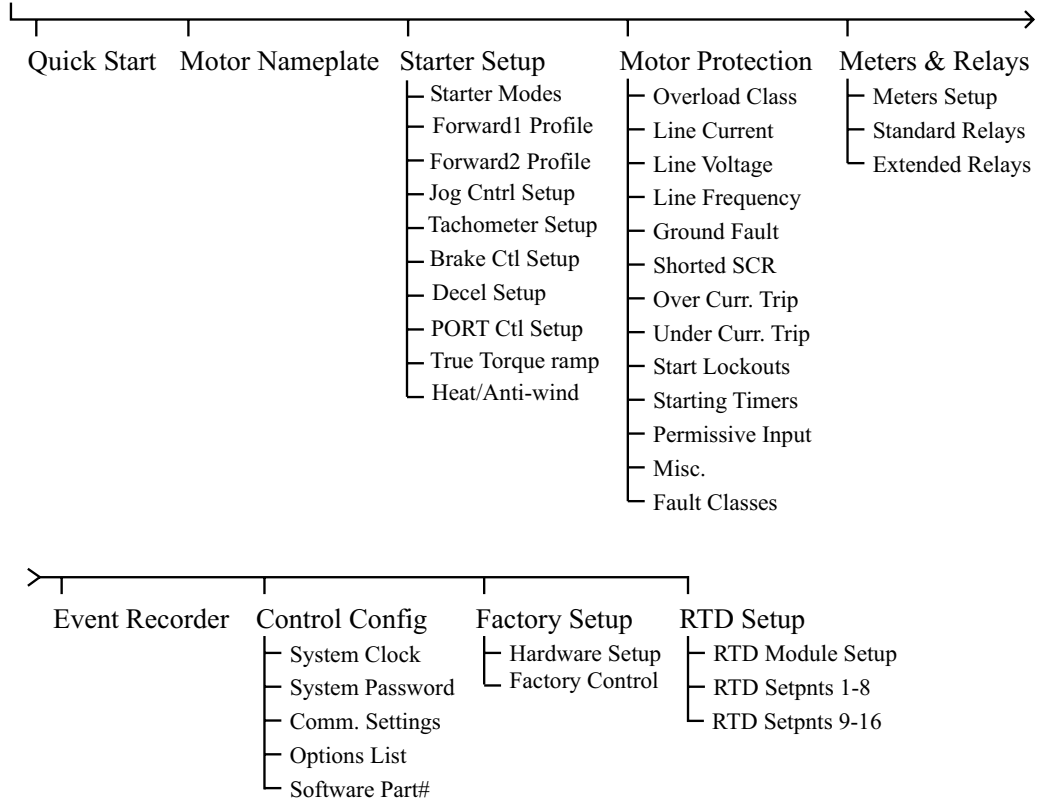 Quick Start
Motor Nameplate
Starter Setup
Starter Modes
Forward1 Profile
Forward2 Profile
Jog Cntrl Setup
Tachometer Setup
Brake Ctl Setup
Decel Setup
PORT Ctl Setup
True Torque ramp
Heat/Anti-wind
Motor Protection
Overload Class
Line Current
Line Voltage
Line Frequency
Ground Fault
Shorted SCR
Over Curr. Trip
Under Curr. Trip
Start Lockouts
Starting Timers
Permissive Input
Misc.
Fault Classes
Meters & Relays
Meters Setup
Standard Relays
Extended Relays
Event Recorder
Control Config
System Clock
System Password
Comm. Settings
Options List
Software Part#
Factory Setup
Hardware Setup
Factory Control
RTD Setup
RTD Module Setup
RTD Setpnts 1-8
RTD Setpnts 9-16